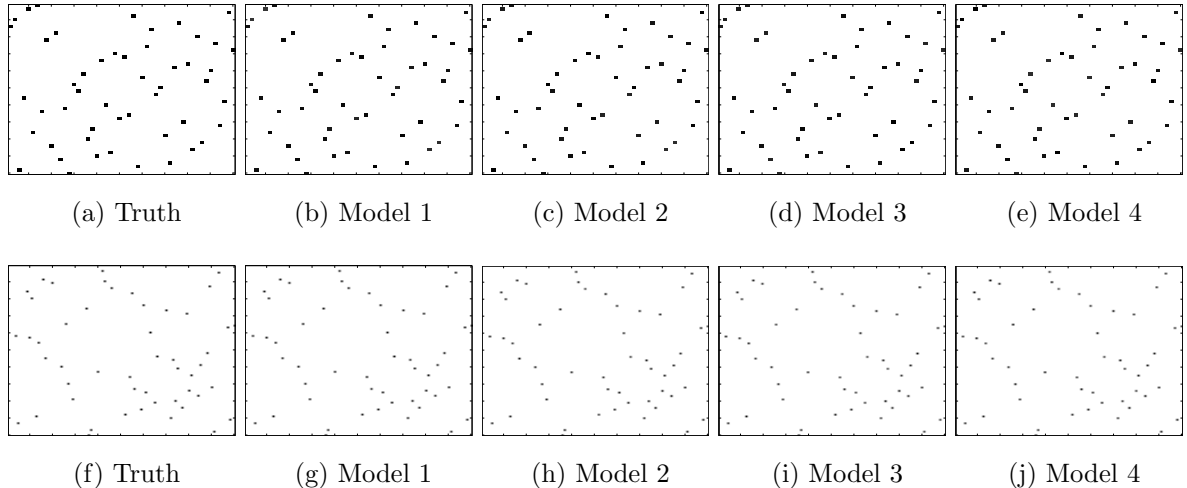 (a) Truth
(b) Model 1
(c) Model 2
(d) Model 3
(e) Model 4
(f) Truth
(g) Model 1
(h) Model 2
(i) Model 3
(j) Model 4